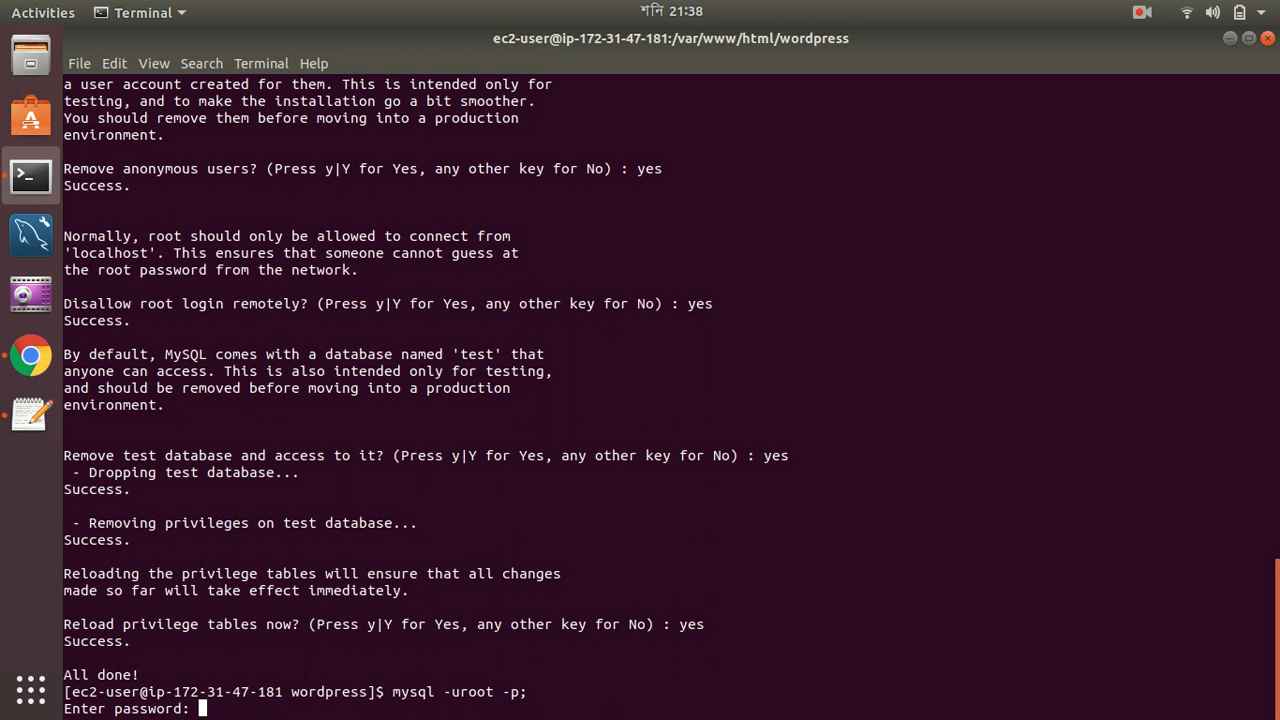 Activities Terminal শনি 21:38
ec2-user@ip-172-31-47-181:/var/www/html/wordpress
File Edit View Search Terminal Help
a user account created for them. This is intended only for
testing, and to make the installation go a bit smoother.
You should remove them before moving into a production
environment.
Remove anonymous users? (Press y|Y for Yes, any other key for No) : yes
Success.
Normally, root should only be allowed to connect from
'localhost'. This ensures that someone cannot guess at
the root password from the network.
Disallow root login remotely? (Press y|Y for Yes, any other key for No) : yes
Success.
By default, MySQL comes with a database named 'test' that
anyone can access. This is also intended only for testing,
and should be removed before moving into a production
environment.
Remove test database and access to it? (Press y|Y for Yes, any other key for No) : yes
- Dropping test database...
Success.
- Removing privileges on test database...
Success.
Reloading the privilege tables will ensure that all changes
made so far will take effect immediately.
Reload privilege tables now? (Press y|Y for Yes, any other key for No) : yes
Success.
All done!
[ec2-user@ip-172-31-47-181 wordpress]$ mysql -uroot -p;
Enter password: